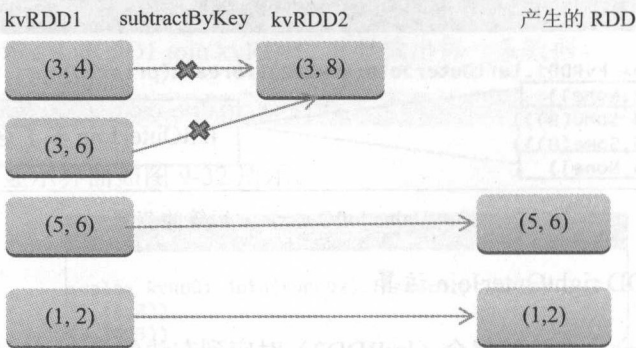 kvRDD1 subtractByKey kvRDD2 产生的 RDD
(3, 4) (3, 8)
(3, 6)
(5, 6) (5, 6)
(1, 2) (1,2)